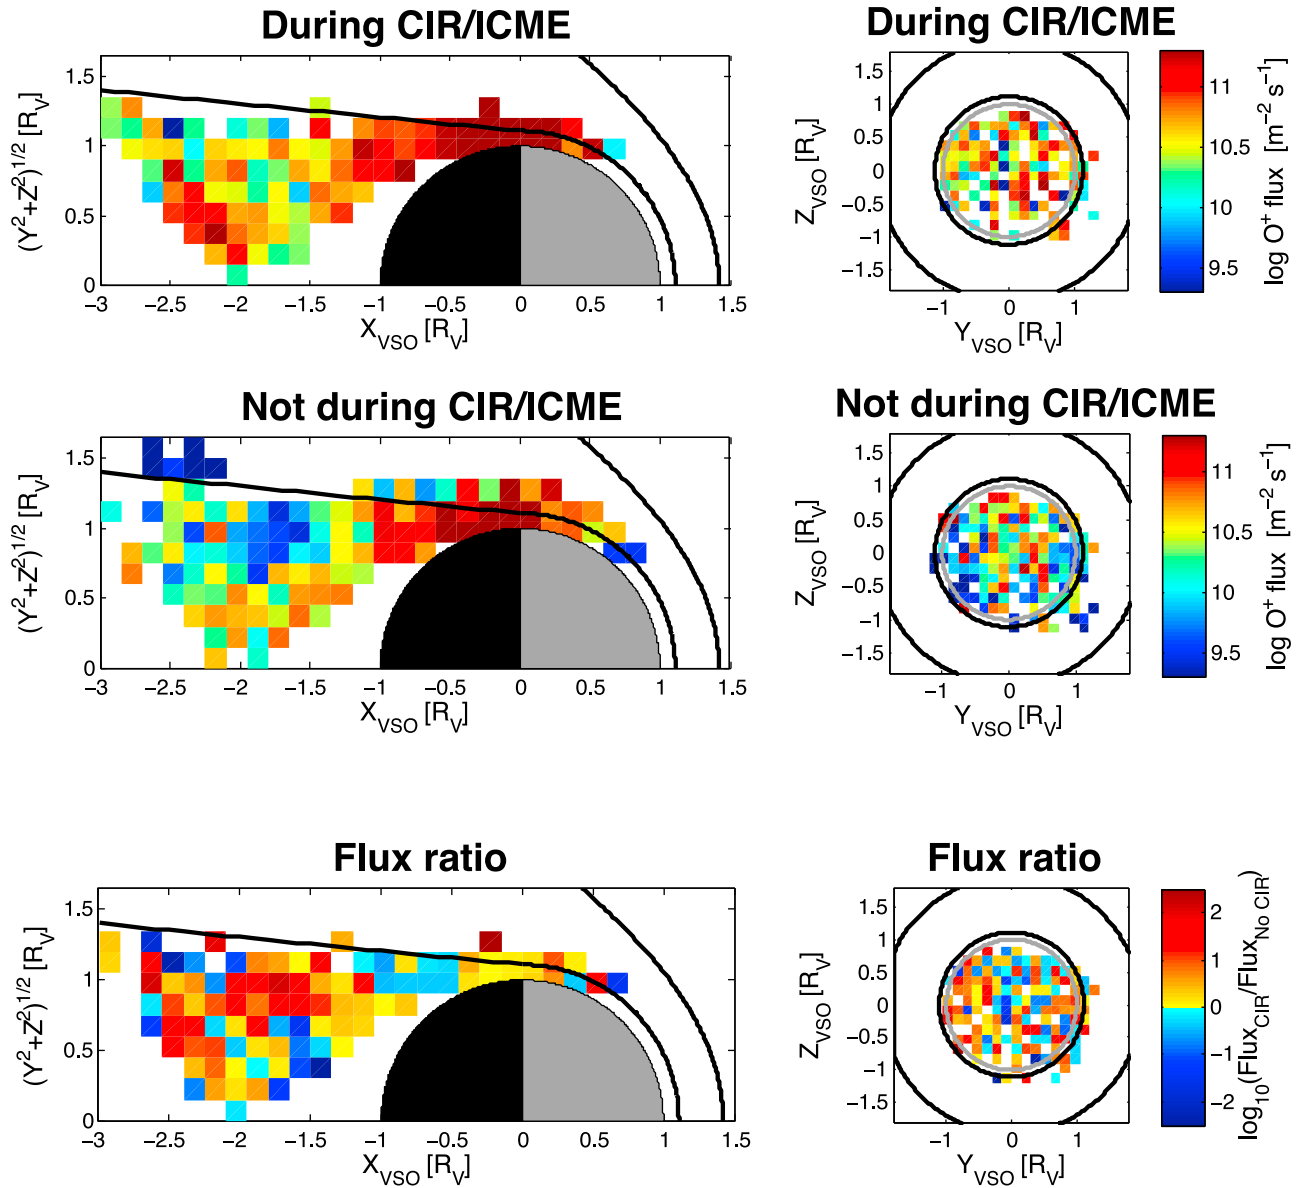 During CIR/ICME
During CIR/ICME
1.5
1
0.5
0
(Y²+Z²)^1/2 [R_V]
−3 −2.5 −2 −1.5 −1 −0.5 0 0.5 1 1.5
X_VSO [R_V]
1.5
1
0.5
0
−0.5
−1
−1.5
Z_VSO [R_V]
−1 0 1
Y_VSO [R_V]
11
10.5
10
9.5
log O⁺ flux [m⁻² s⁻¹]
Not during CIR/ICME
Not during CIR/ICME
1.5
1
0.5
0
(Y²+Z²)^1/2 [R_V]
−3 −2.5 −2 −1.5 −1 −0.5 0 0.5 1 1.5
X_VSO [R_V]
1.5
1
0.5
0
−0.5
−1
−1.5
Z_VSO [R_V]
−1 0 1
Y_VSO [R_V]
11
10.5
10
9.5
log O⁺ flux [m⁻² s⁻¹]
Flux ratio
Flux ratio
1.5
1
0.5
0
(Y²+Z²)^1/2 [R_V]
−3 −2.5 −2 −1.5 −1 −0.5 0 0.5 1 1.5
X_VSO [R_V]
1.5
1
0.5
0
−0.5
−1
−1.5
Z_VSO [R_V]
−1 0 1
Y_VSO [R_V]
2
1
0
−1
−2
log₁₀(Flux_CIR/Flux_No CIR)